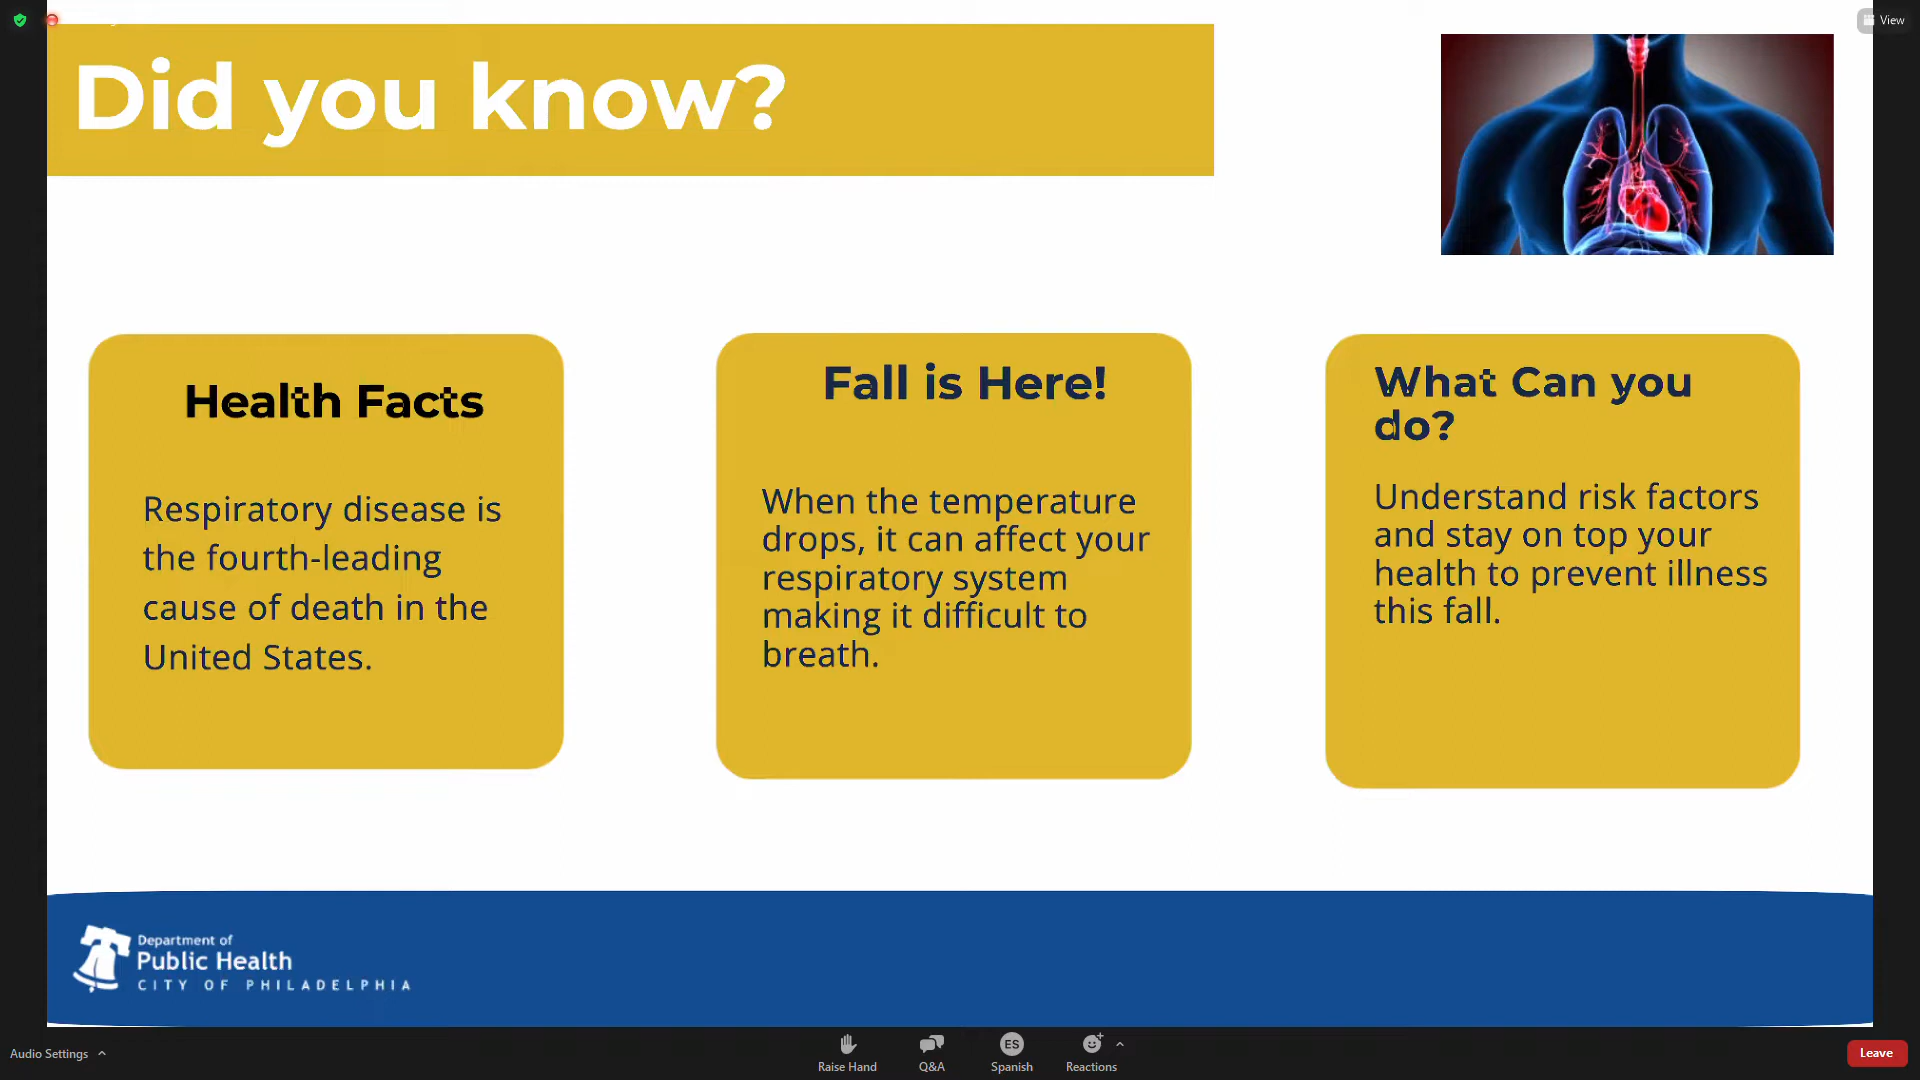 View
Did you know?
Health Facts
Respiratory disease is
the fourth-leading
cause of death in the
United States.
Fall is Here!
When the temperature
drops, it can affect your
respiratory system
making it difficult to
breath.
What Can you
do?
Understand risk factors
and stay on top your
health to prevent illness
this fall.
Department of
Public Health
CITY OF PHILADELPHIA
Audio Settings
Raise Hand
Q&A
ES
Spanish
Reactions
Leave